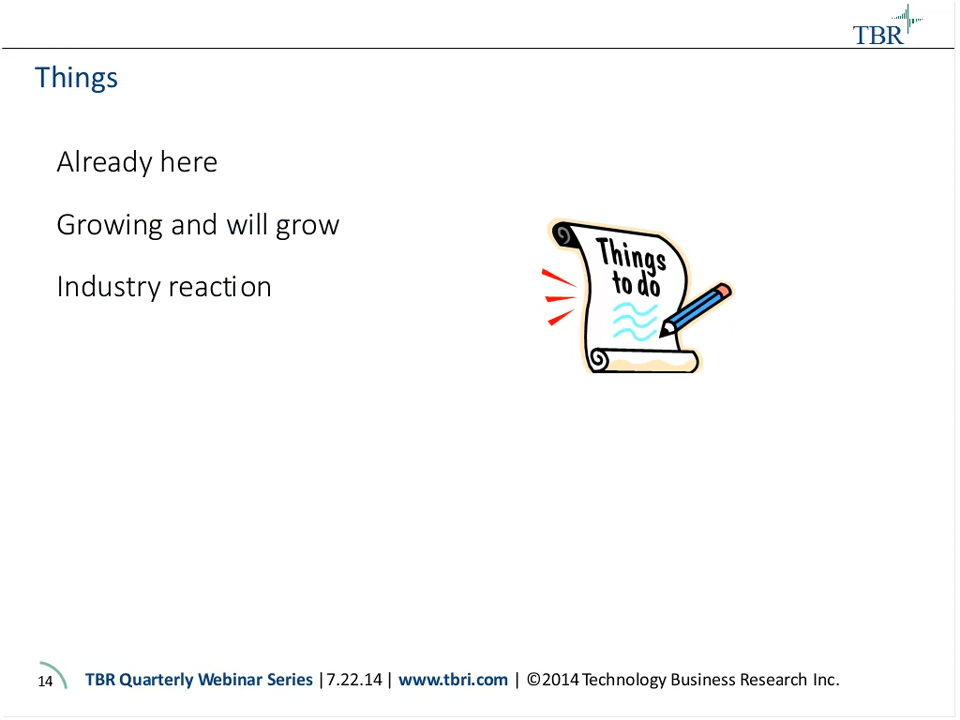 TBR
Things
Already here
Growing and will grow
Industry reaction
Things
to do
14
TBR Quarterly Webinar Series | 7.22.14 | www.tbri.com | ©2014 Technology Business Research Inc.